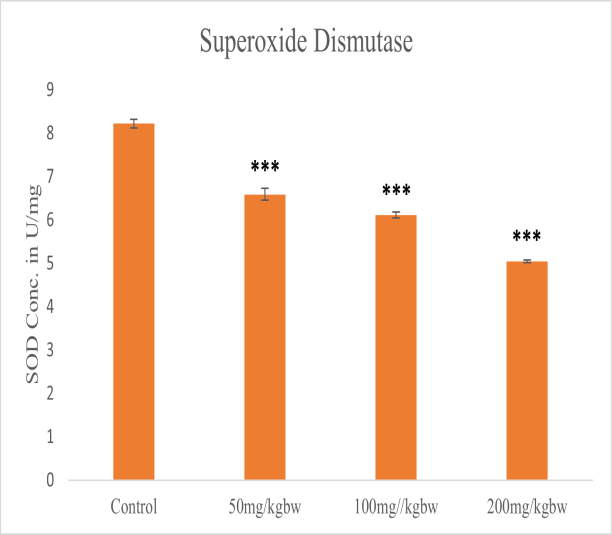 Superoxide Dismutase
SOD Conc. in U/mg
9
8
7
6
5
4
3
2
1
0
***
***
***
***
Control
50mg/kgbw
100mg//kgbw
200mg/kgbw